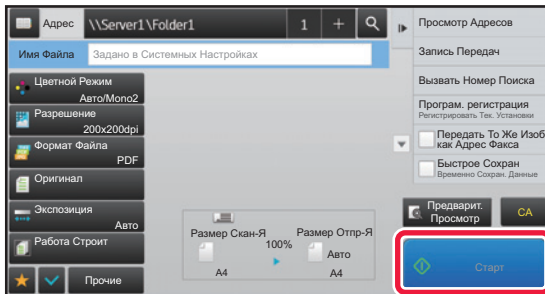 Адрес
\\Server1\Folder1
1
+
Имя Файла
Задано в Системных Настройках
Цветной Режим
Авто/Mono2
Разрешение
200x200dpi
Формат Файла
PDF
Оригинал
Экспозиция
Авто
Работа Строит
Прочие
Размер Скан-Я
100%
Размер Отпр-Я
Авто
A4
A4
Просмотр Адресов
Запись Передач
Вызвать Номер Поиска
Програм. регистрация
Регистрировать Тек. Установки
Передать То Же Изоб
как Адрес Факса
Быстрое Сохран
Временно Сохран. Данные
Предварит.
Просмотр
CA
Старт